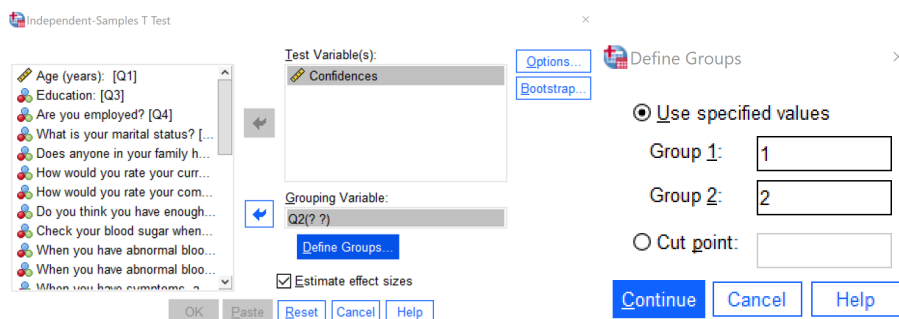 Independent-Samples T Test
Age (years): [Q1]
Education: [Q3]
Are you employed? [Q4]
What is your marital status? [...
Does anyone in your family h...
How would you rate your curr...
How would you rate your com...
Do you think you have enough...
Check your blood sugar when...
When you have abnormal bloo...
When you have abnormal bloo...
When you have symptoms, a...
Test Variable(s):
Confidences
Grouping Variable:
Q2(? ?)
Define Groups...
Estimate effect sizes
Options...
Bootstrap...
OK Paste Reset Cancel Help
Define Groups
Use specified values
Group 1: 1
Group 2: 2
Cut point:
Continue Cancel Help